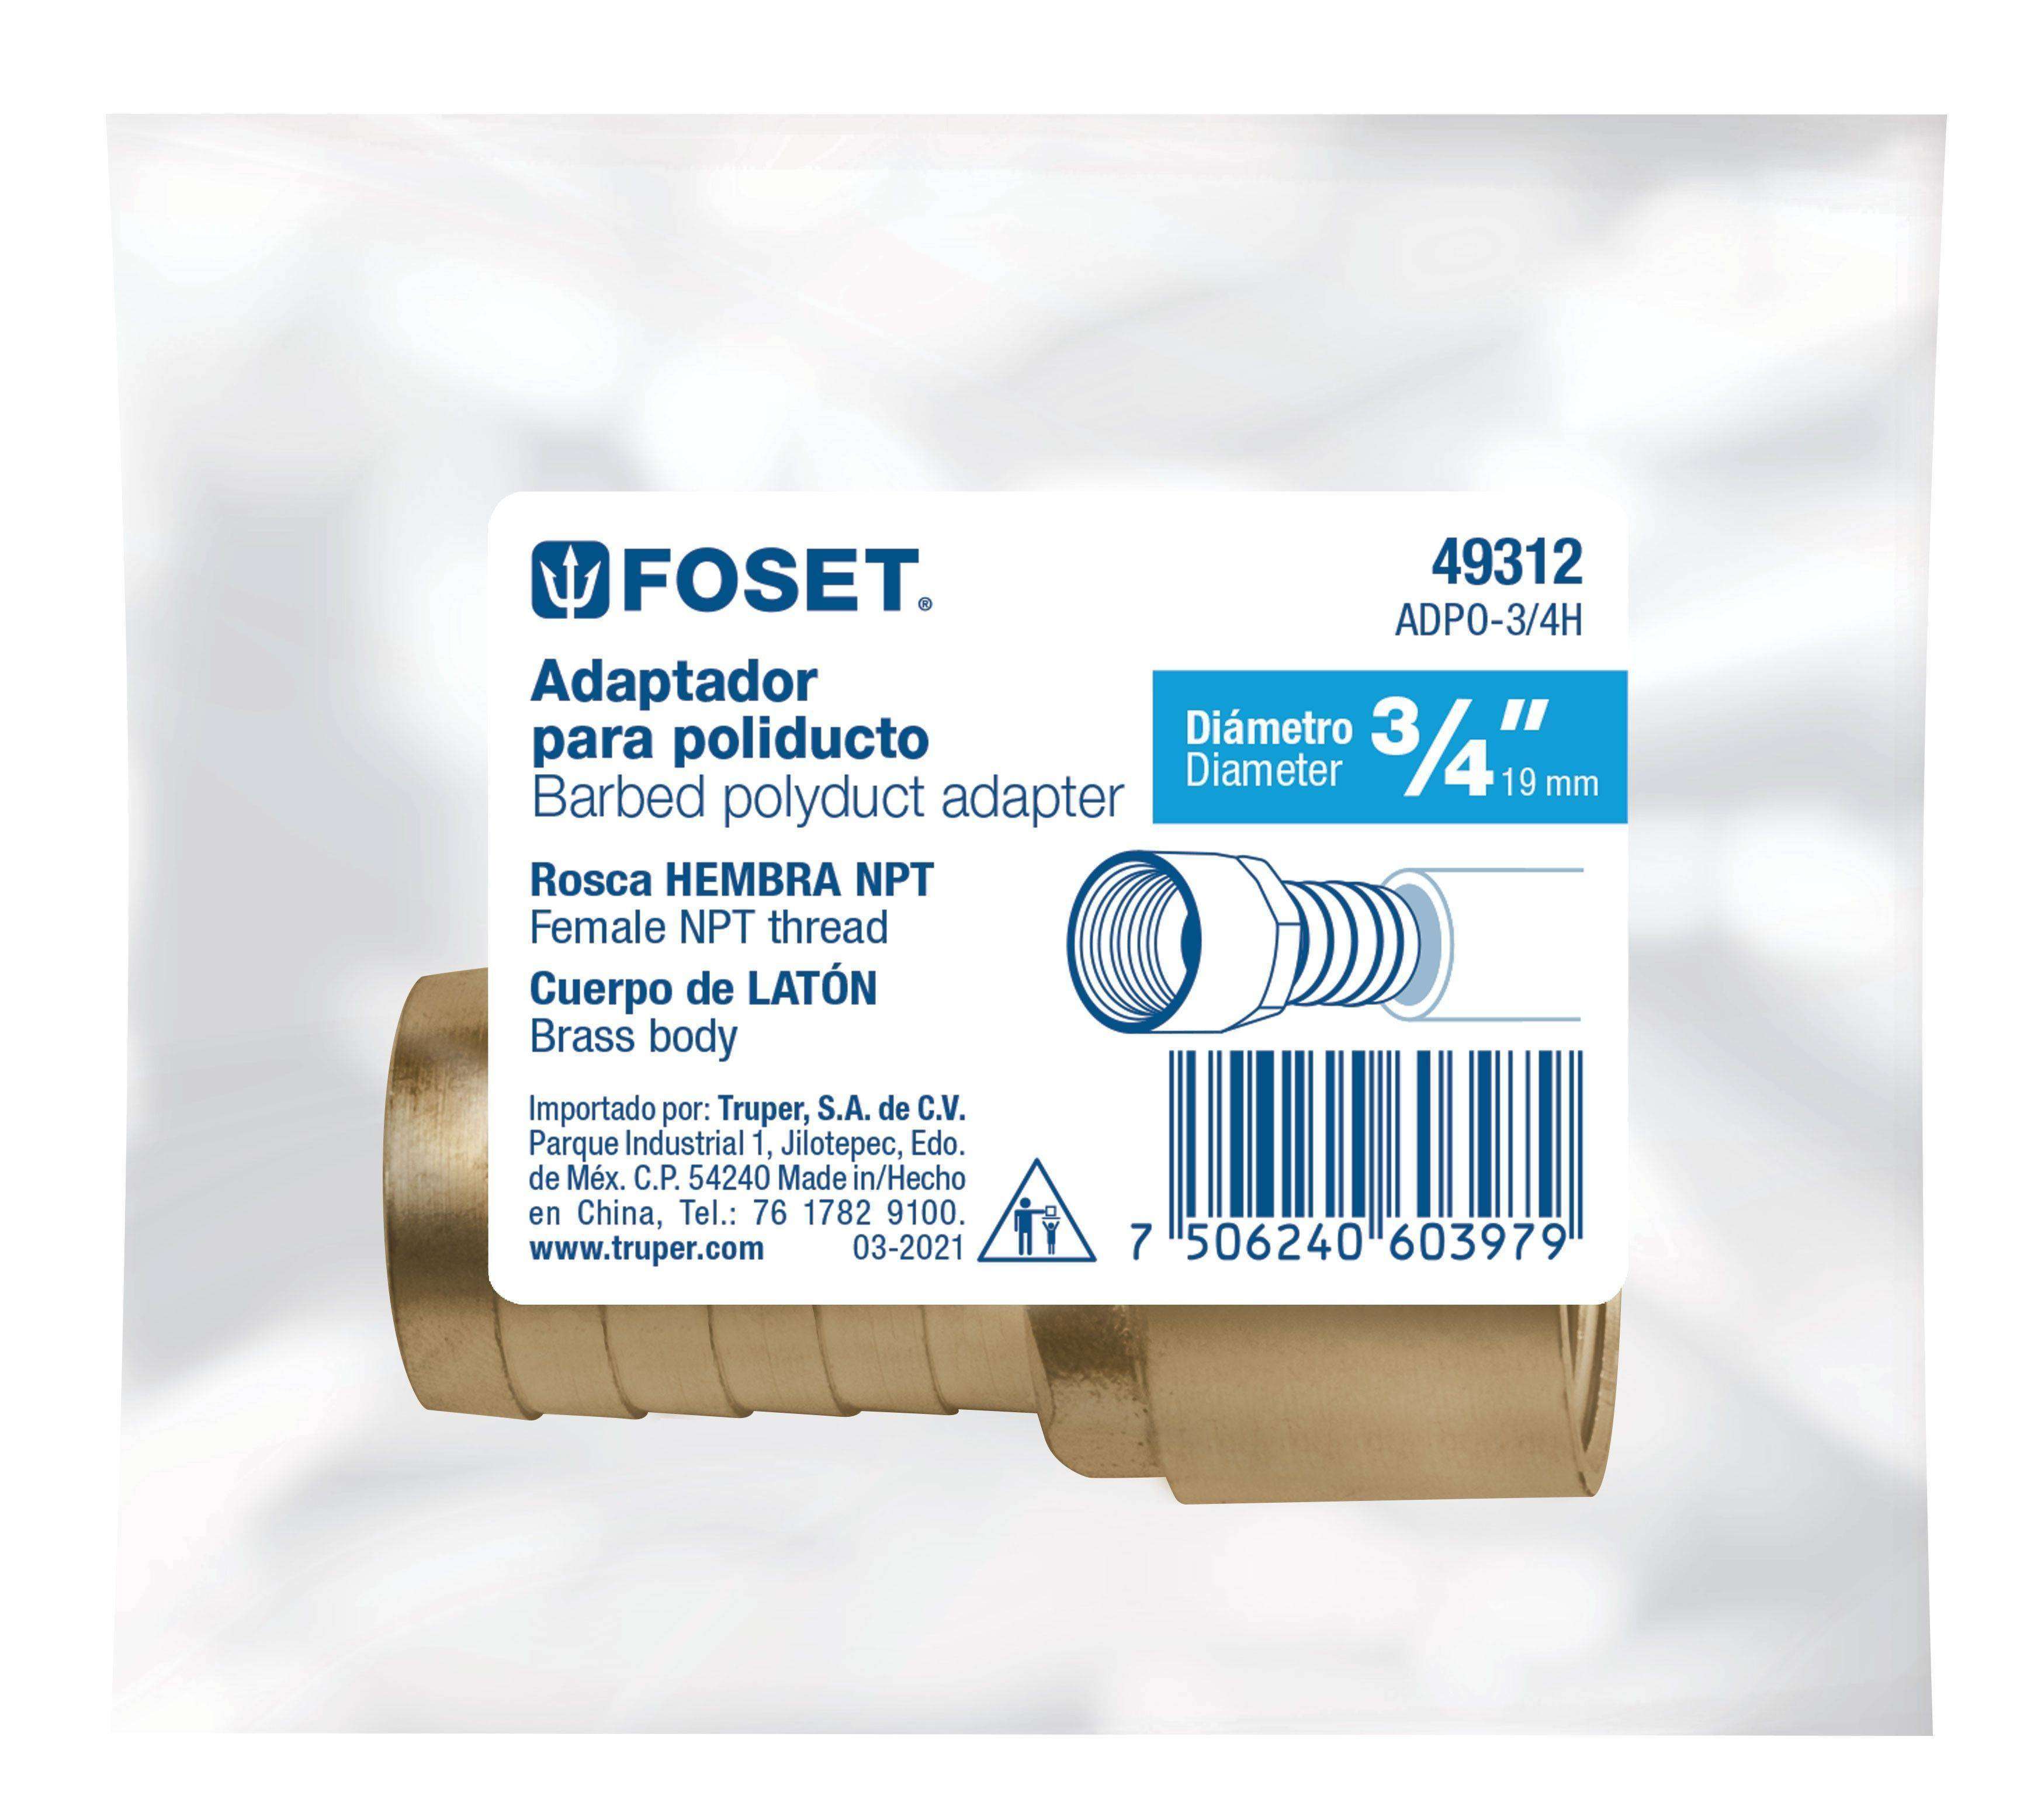 FOSET®
49312
ADPO-3/4H
Adaptador
para poliducto
Barbed polyduct adapter
Diámetro
Diameter
3/4" 19 mm
Rosca HEMBRA NPT
Female NPT thread
Cuerpo de LATÓN
Brass body
Importado por: Truper, S.A. de C.V.
Parque Industrial 1, Jilotepec, Edo.
de Méx. C.P. 54240 Made in/Hecho
en China, Tel.: 76 1782 9100.
www.truper.com 03-2021
7 506240 603979